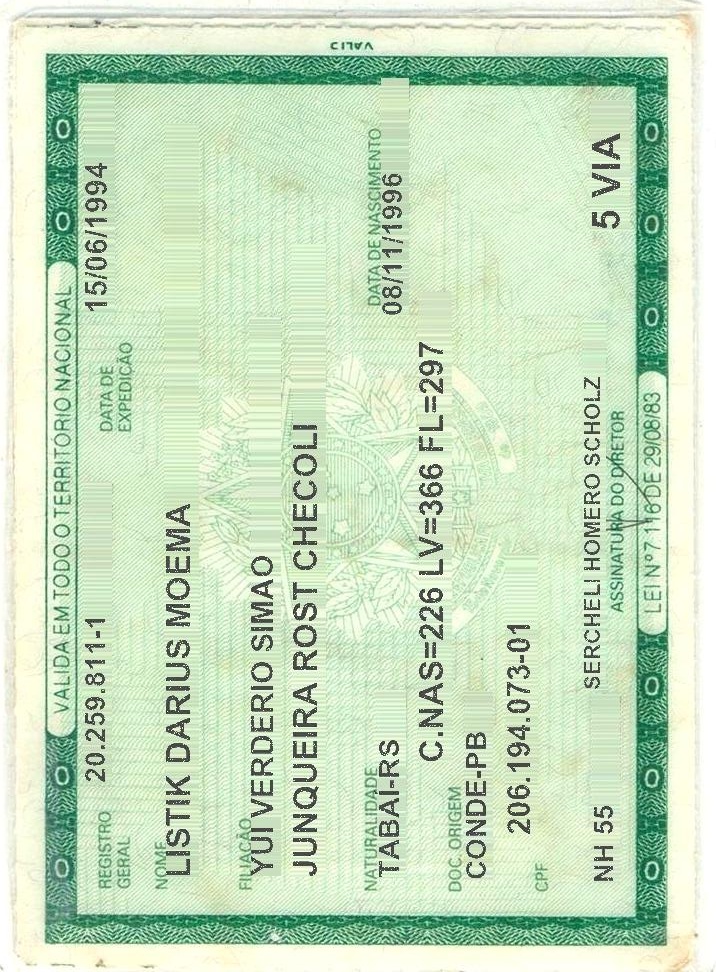 VALIDA EM TODO O TERRITÓRIO NACIONAL
REGISTRO GERAL 20.259.811-1 DATA DE EXPEDIÇÃO 15/06/1994
NOME
LISTIK DARIUS MOEMA
FILIAÇÃO
YUI VERDERIO SIMAO
JUNQUEIRA ROST CHECOLI
NATURALIDADE DATA DE NASCIMENTO
TABAÍ-RS 08/11/1996
C.NAS=226 LV=366 FL=297
DOC. ORIGEM
CONDE-PB
206.194.073-01
CPF
NH 55 SERCHELI HOMERO SCHOLZ 5 VIA
ASSINATURA DO DIRETOR
LEI Nº 7 116 DE 29/08/83